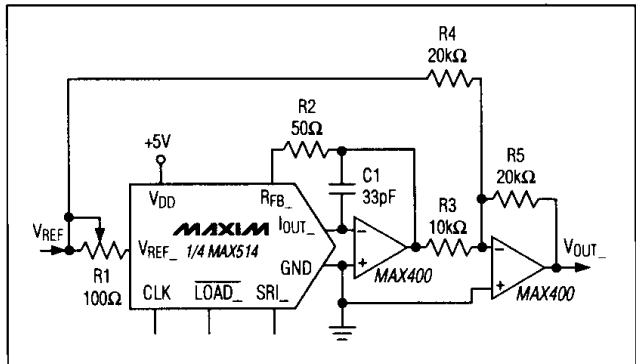 R4
20kΩ
R2
50Ω
+5V
C1
33pF
R5
20kΩ
VDD
RFB_
R3
10kΩ
MAXIM
1/4 MAX514
IOUT_
VREF
VREF_
GND
MAX400
VOUT_
R1
100Ω
CLK
LOAD_
SRI_
MAX400